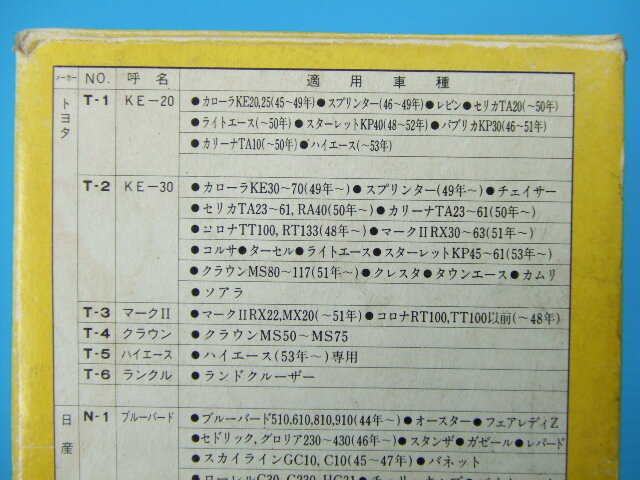 メーカー NO. 呼名 適用車種
トヨタ
T-1 KE-20 ●カローラKE20,25(45~49年)●スプリンター(46~49年)●レビン●セリカTA20(~50年)
●ライトエース(~50年)●スターレットKP40(48~52年)●パブリカKP30(46~51年)
●カリーナTA10(~50年)●ハイエース(~53年)
T-2 KE-30 ●カローラKE30~70(49年~)●スプリンター(49年~)●チェイサー
●セリカTA23~61,RA40(50年~)●カリーナTA23~61(50年~)
●コロナTT100,RT133(48年~)●マークⅡRX30~63(51年~)
●コルサ●ターセル●ライトエース●スターレットKP45~61(53年~)
●クラウンMS80~117(51年~)●クレスタ●タウンエース●カムリ
●ソアラ
T-3 マークⅡ ●マークⅡRX22,MX20(~51年)●コロナRT100,TT100以前(~48年)
T-4 クラウン ●クラウンMS50~MS75
T-5 ハイエース ●ハイエース(53年~)専用
T-6 ランクル ●ランドクルーザー
日産
N-1 ブルーバード ●ブルーバード510,610,810,910(44年~)●オースター●フェアレディZ
●セドリック,グロリア230~430(46年~)●スタンザ●ガゼール●レパード
●スカイラインGC10,C10(45~47年)●バネット